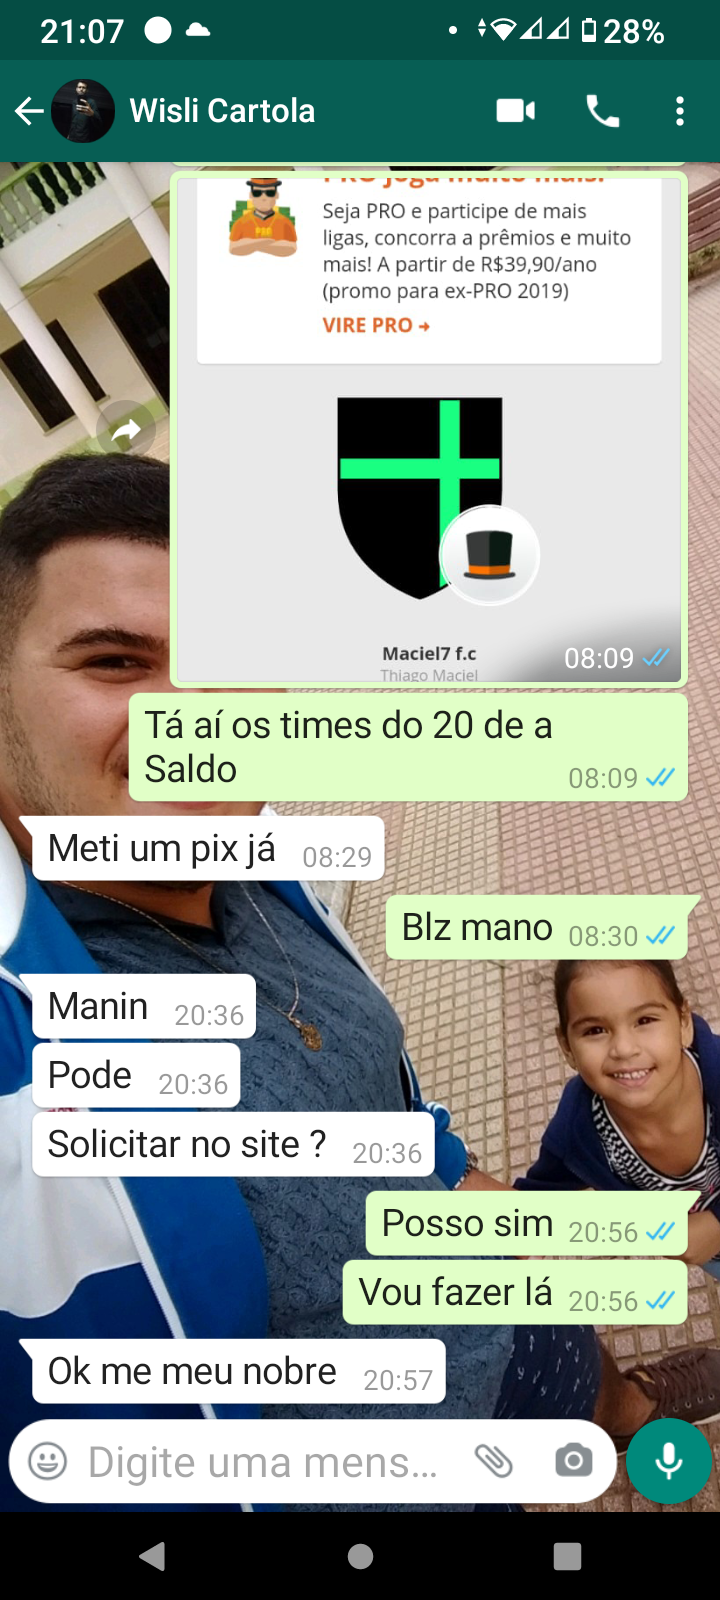 21:07
28%
Wisli Cartola
PRO joga muito mais!
Seja PRO e participe de mais
ligas, concorra a prêmios e muito
mais! A partir de R$39,90/ano
(promo para ex-PRO 2019)
VIRE PRO →
Maciel7 f.c
Thiago Maciel
08:09
Tá aí os times do 20 de a
Saldo
08:09
Meti um pix já 08:29
Blz mano 08:30
Manin 20:36
Pode 20:36
Solicitar no site ? 20:36
Posso sim 20:56
Vou fazer lá 20:56
Ok me meu nobre 20:57
Digite uma mens...